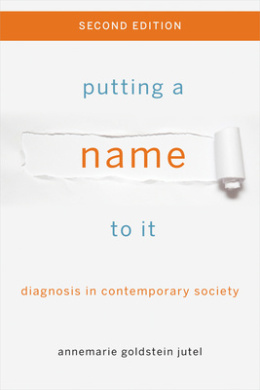 SECOND EDITION
putting a
name
to it
diagnosis in contemporary society
annemarie goldstein jutel